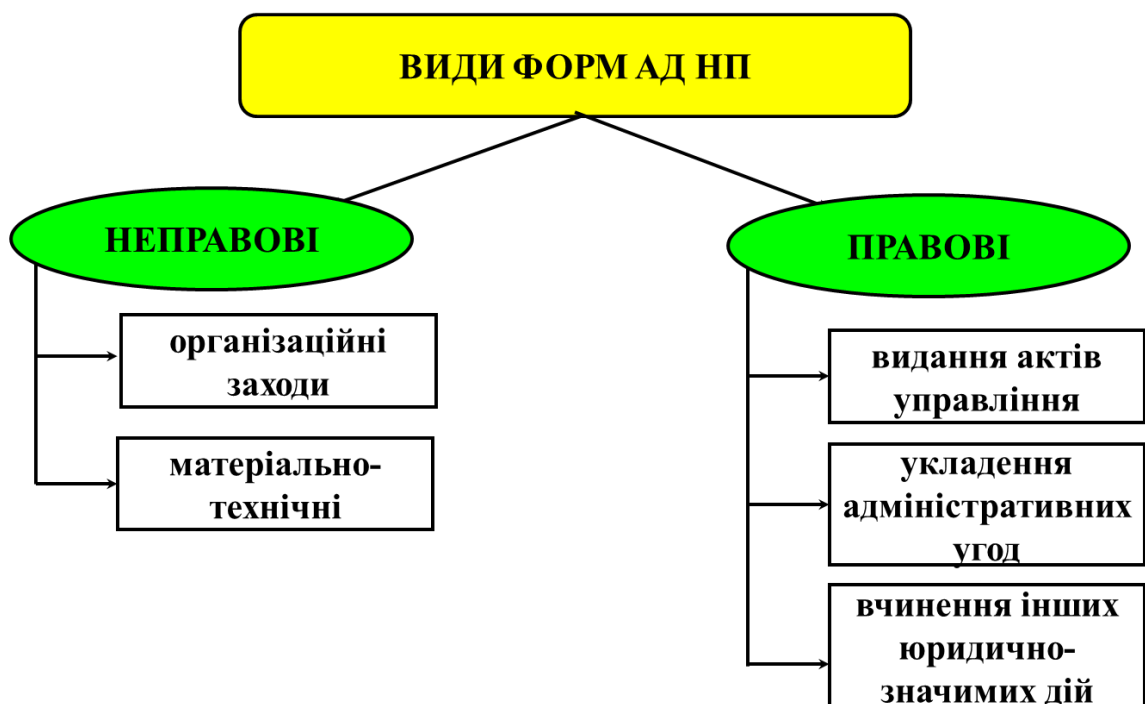 ВИДИ ФОРМ АД НП
НЕПРАВОВІ
організаційні
заходи
матеріально-
технічні
ПРАВОВІ
видання актів
управління
укладення
адміністративних
угод
вчинення інших
юридично-
значимих дій